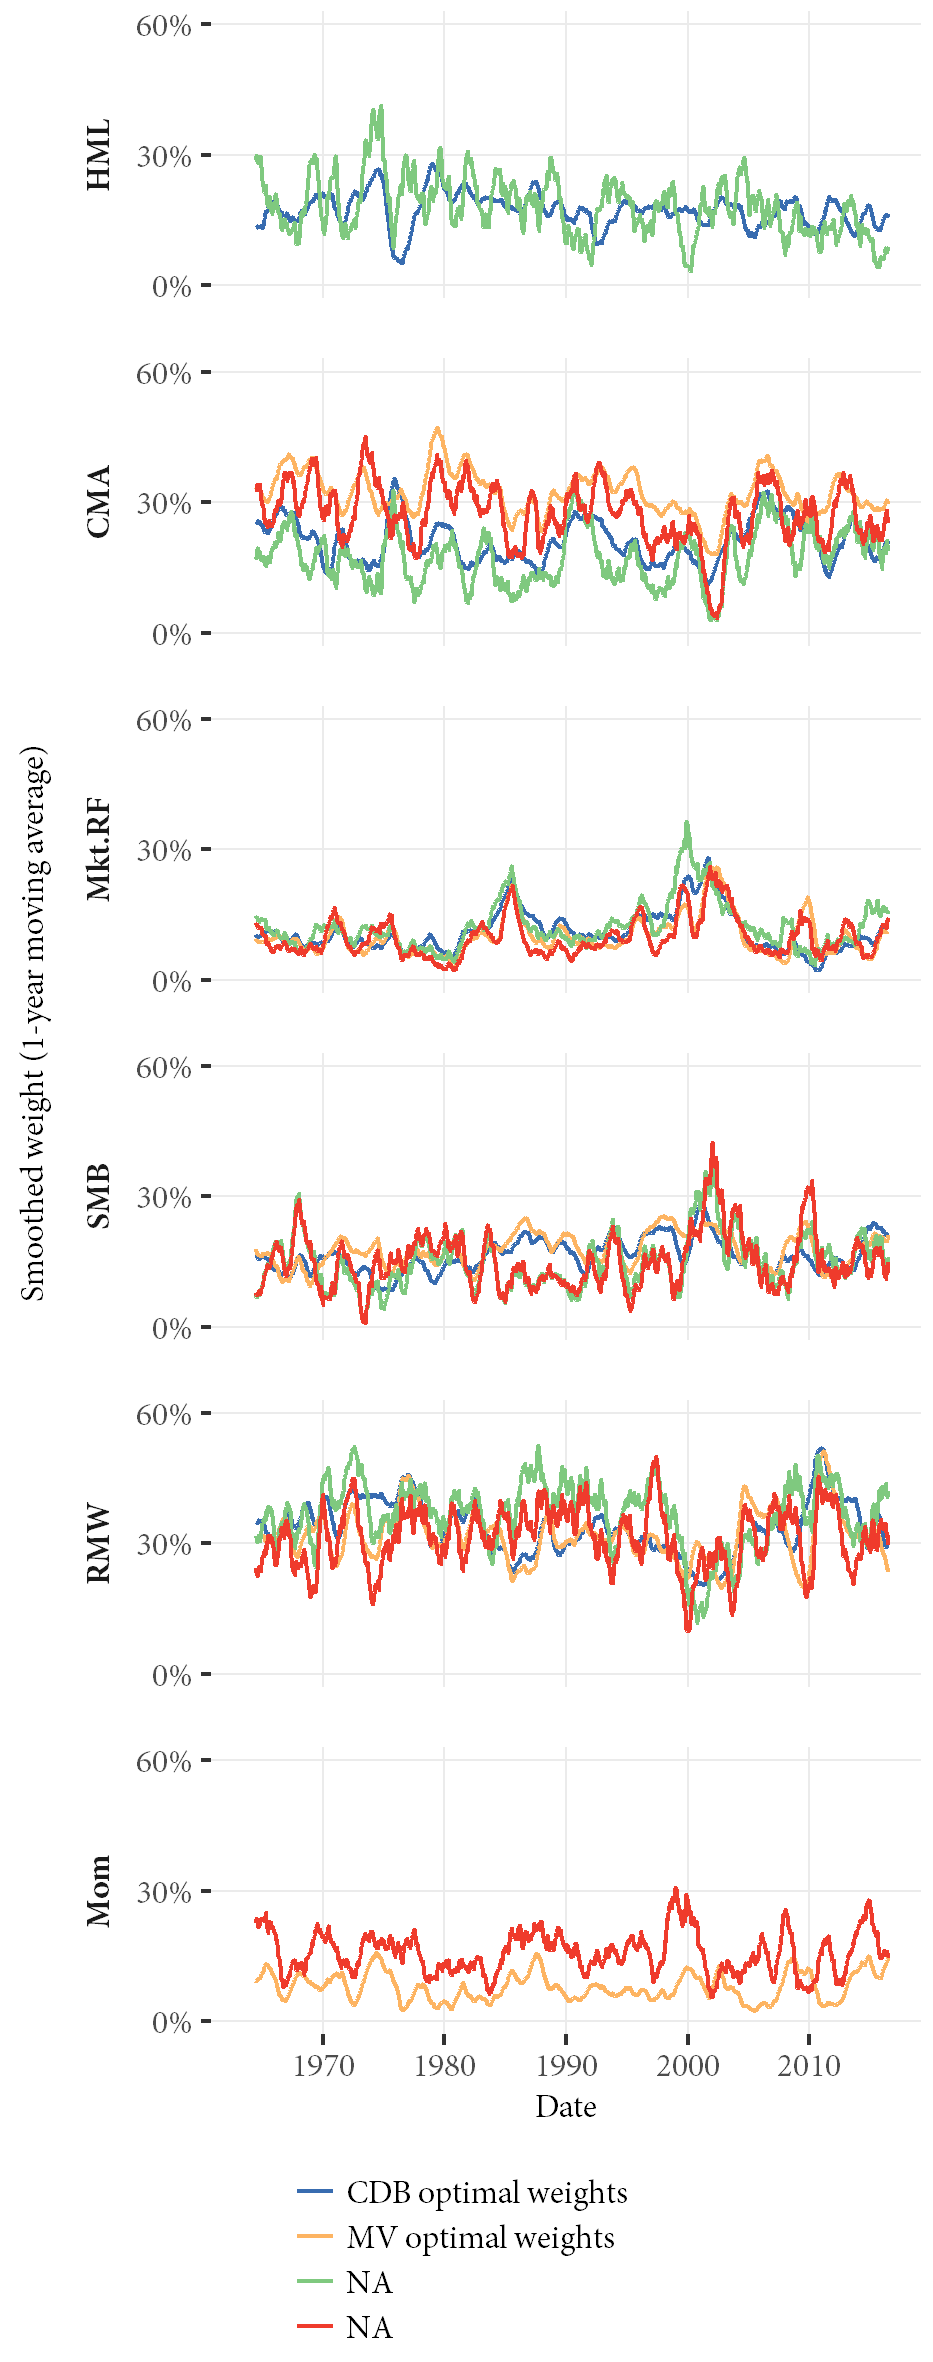 Smoothed weight (1-year moving average)
HML
60%
30%
0%
CMA
60%
30%
0%
Mkt.RF
60%
30%
0%
SMB
60%
30%
0%
RMW
60%
30%
0%
Mom
60%
30%
0%
1970 1980 1990 2000 2010
Date
CDB optimal weights
MV optimal weights
NA
NA